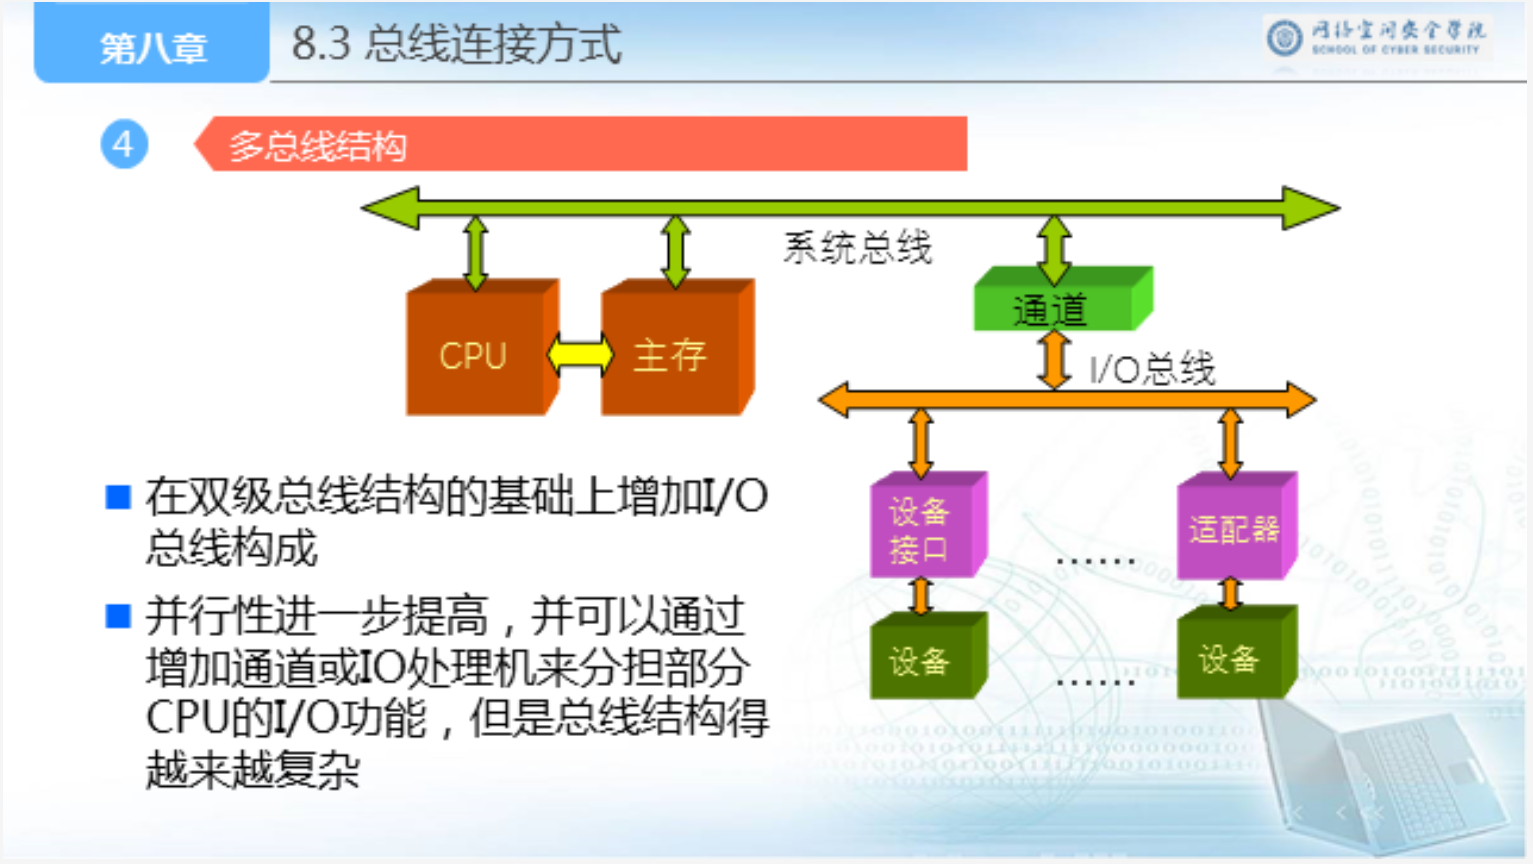 第八章
8.3 总线连接方式
网络空间安全学院
SCHOOL OF CYBER SECURITY
4
多总线结构
系统总线
通道
CPU
主存
I/O总线
设备
接口
适配器
......
设备
......
设备
在双级总线结构的基础上增加I/O
总线构成
并行性进一步提高，并可以通过
增加通道或IO处理机来分担部分
CPU的I/O功能，但是总线结构得
越来越复杂